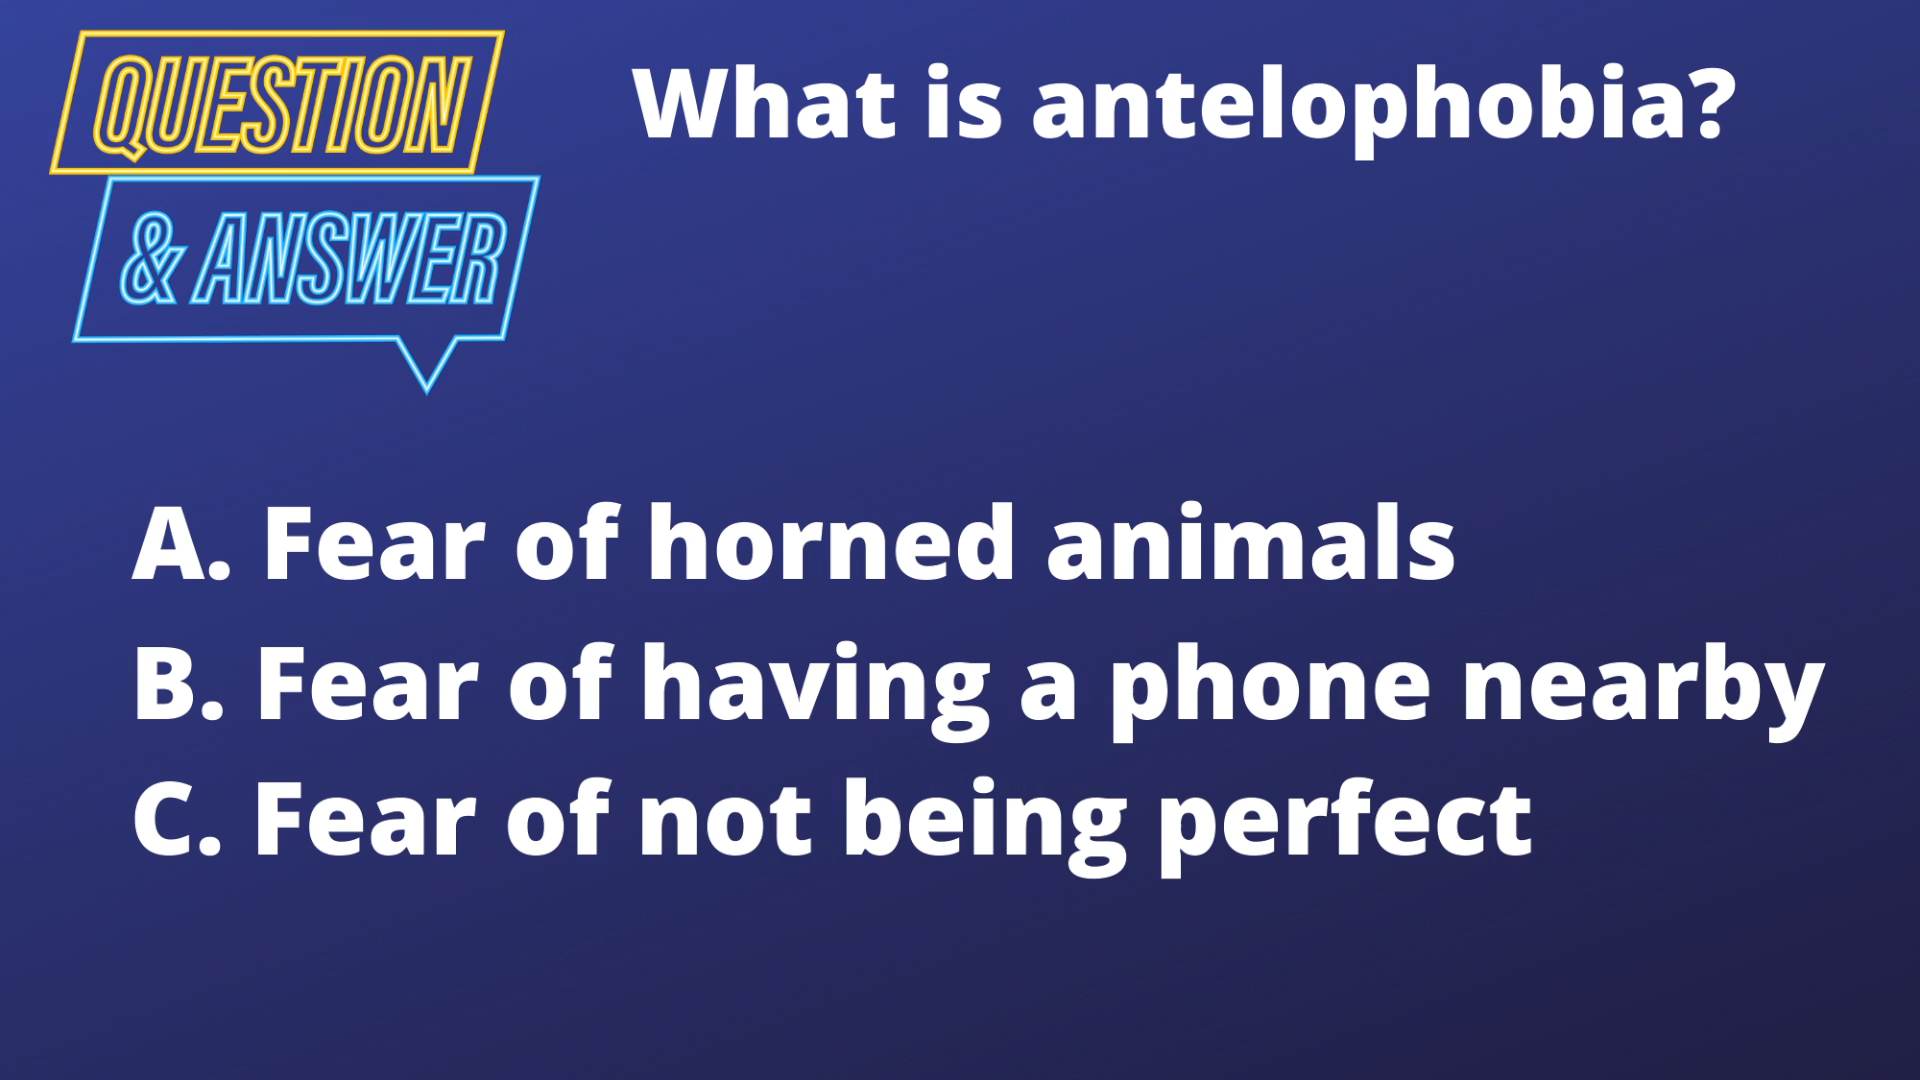 QUESTION
& ANSWER
What is antelophobia?
A. Fear of horned animals
B. Fear of having a phone nearby
C. Fear of not being perfect